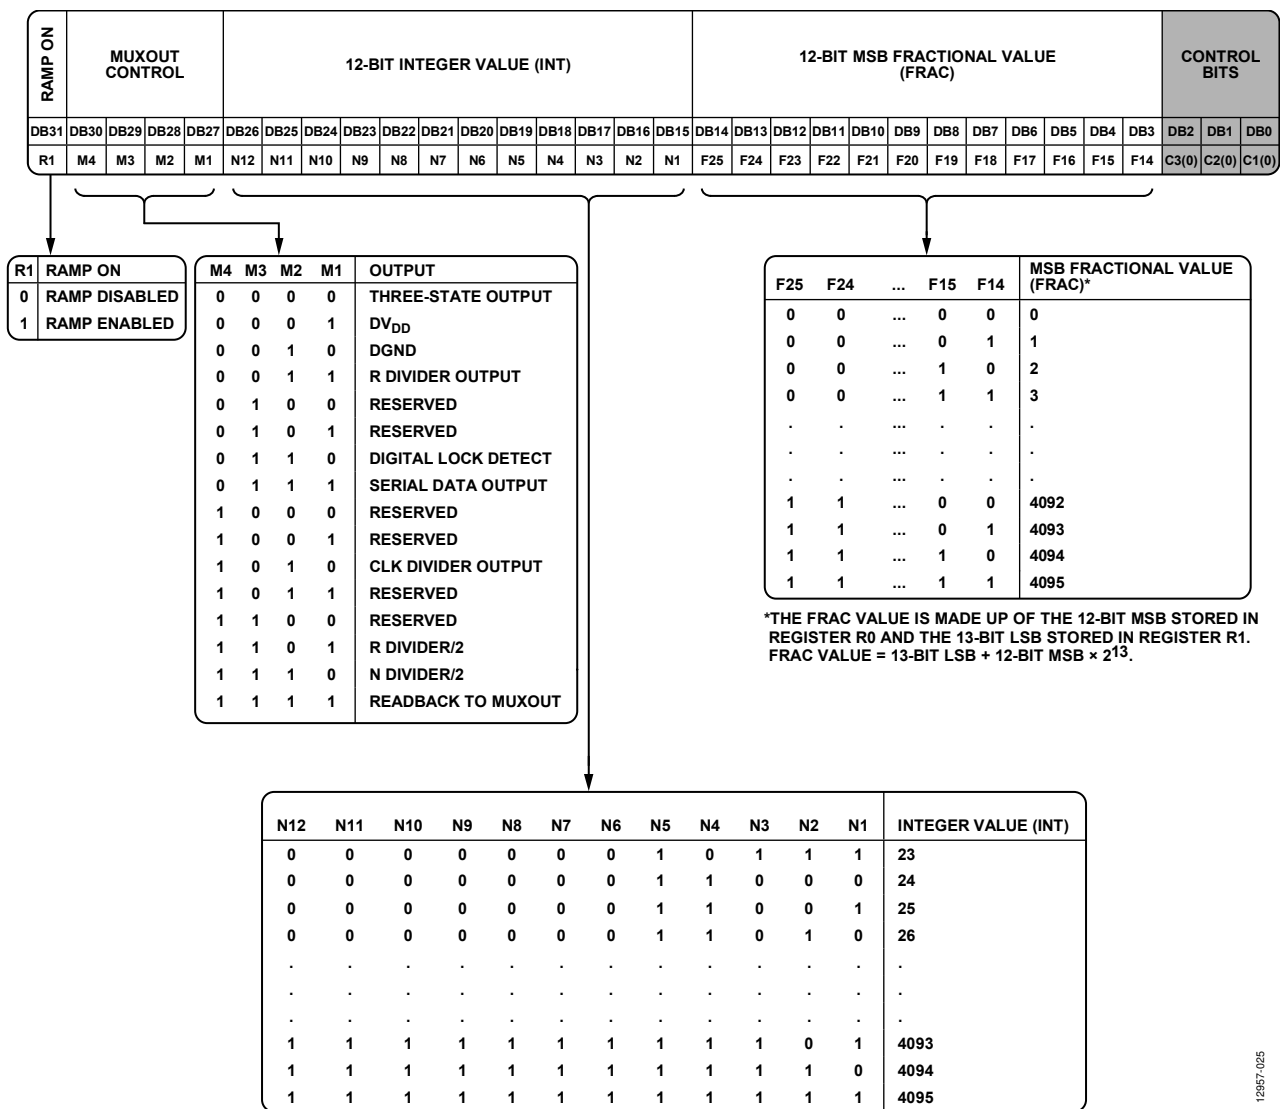 RAMP ON
MUXOUT
CONTROL
12-BIT INTEGER VALUE (INT)
12-BIT MSB FRACTIONAL VALUE
(FRAC)
CONTROL
BITS
DB31 DB30 DB29 DB28 DB27 DB26 DB25 DB24 DB23 DB22 DB21 DB20 DB19 DB18 DB17 DB16 DB15 DB14 DB13 DB12 DB11 DB10 DB9 DB8 DB7 DB6 DB5 DB4 DB3 DB2 DB1 DB0
R1 M4 M3 M2 M1 N12 N11 N10 N9 N8 N7 N6 N5 N4 N3 N2 N1 F25 F24 F23 F22 F21 F20 F19 F18 F17 F16 F15 F14 C3(0) C2(0) C1(0)
R1 RAMP ON
0 RAMP DISABLED
1 RAMP ENABLED
M4 M3 M2 M1 OUTPUT
0 0 0 0 THREE-STATE OUTPUT
0 0 0 1 DVDD
0 0 1 0 DGND
0 0 1 1 R DIVIDER OUTPUT
0 1 0 0 RESERVED
0 1 0 1 RESERVED
0 1 1 0 DIGITAL LOCK DETECT
0 1 1 1 SERIAL DATA OUTPUT
1 0 0 0 RESERVED
1 0 0 1 RESERVED
1 0 1 0 CLK DIVIDER OUTPUT
1 0 1 1 RESERVED
1 1 0 0 RESERVED
1 1 0 1 R DIVIDER/2
1 1 1 0 N DIVIDER/2
1 1 1 1 READBACK TO MUXOUT
F25 F24 ... F15 F14 MSB FRACTIONAL VALUE
(FRAC)*
0 0 ... 0 0 0
0 0 ... 0 1 1
0 0 ... 1 0 2
0 0 ... 1 1 3
. . ... . . .
. . ... . . .
. . ... . . .
1 1 ... 0 0 4092
1 1 ... 0 1 4093
1 1 ... 1 0 4094
1 1 ... 1 1 4095
*THE FRAC VALUE IS MADE UP OF THE 12-BIT MSB STORED IN
REGISTER R0 AND THE 13-BIT LSB STORED IN REGISTER R1.
FRAC VALUE = 13-BIT LSB + 12-BIT MSB × 2^13.
N12 N11 N10 N9 N8 N7 N6 N5 N4 N3 N2 N1 INTEGER VALUE (INT)
0 0 0 0 0 0 0 1 0 1 1 1 23
0 0 0 0 0 0 0 1 1 0 0 0 24
0 0 0 0 0 0 0 1 1 0 0 1 25
0 0 0 0 0 0 0 1 1 0 1 0 26
. . . . . . . . . . . . .
. . . . . . . . . . . . .
. . . . . . . . . . . . .
1 1 1 1 1 1 1 1 1 1 0 1 4093
1 1 1 1 1 1 1 1 1 1 1 0 4094
1 1 1 1 1 1 1 1 1 1 1 1 4095
12957-025